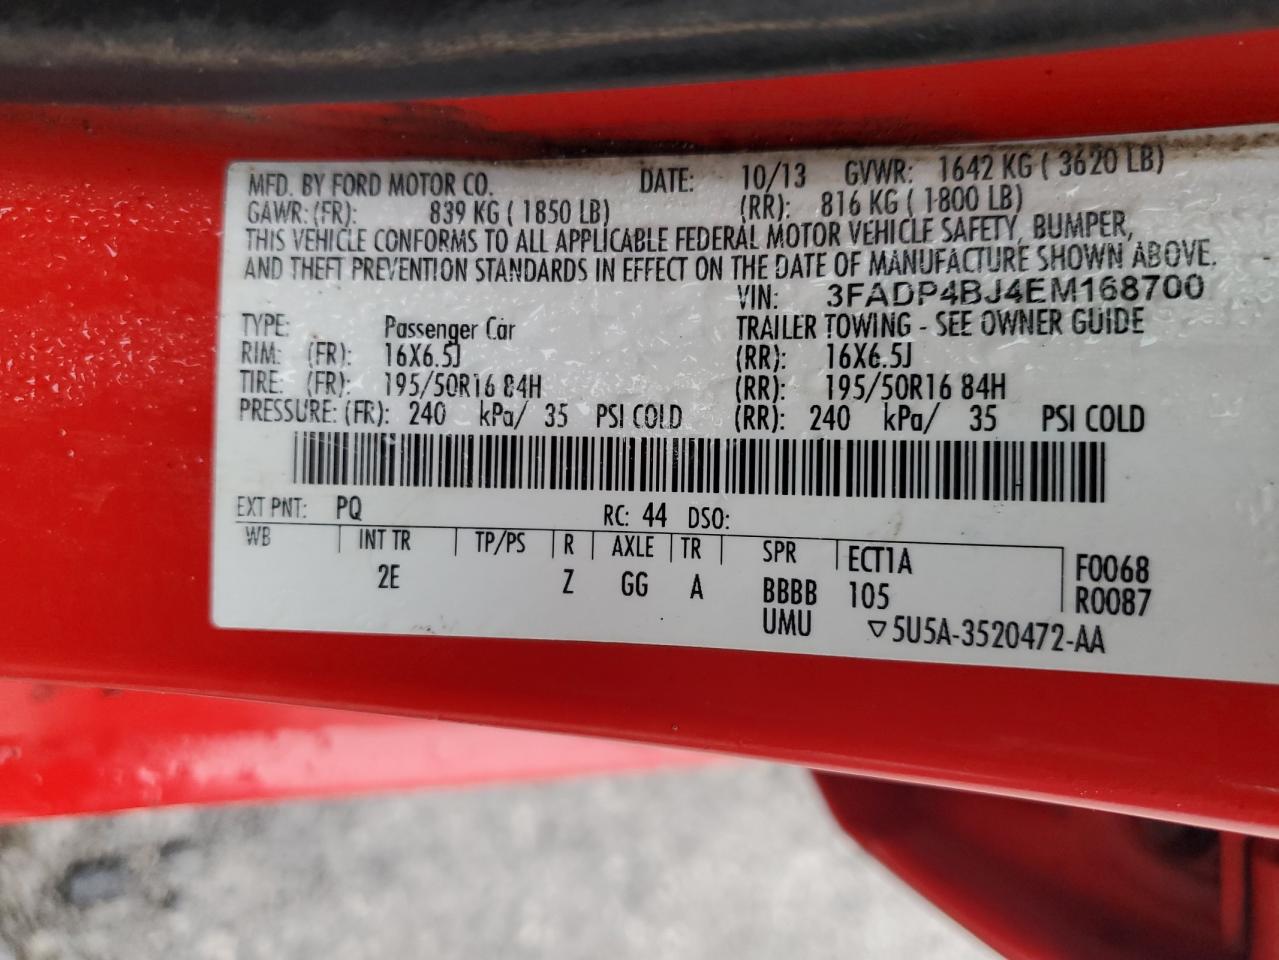 MFD. BY FORD MOTOR CO. DATE: 10/13 GVWR: 1642 KG ( 3620 LB)
GAWR: (FR): 839 KG ( 1850 LB) (RR): 816 KG ( 1800 LB)
THIS VEHICLE CONFORMS TO ALL APPLICABLE FEDERAL MOTOR VEHICLE SAFETY, BUMPER,
AND THEFT PREVENTION STANDARDS IN EFFECT ON THE DATE OF MANUFACTURE SHOWN ABOVE.
VIN: 3FADP4BJ4EM168700
TYPE: Passenger Car TRAILER TOWING - SEE OWNER GUIDE
RIM: (FR): 16X6.5J (RR): 16X6.5J
TIRE: (FR): 195/50R16 84H (RR): 195/50R16 84H
PRESSURE: (FR): 240 kPa/ 35 PSI COLD (RR): 240 kPa/ 35 PSI COLD
EXT PNT: PQ RC: 44 DSO:
WB INT TR TP/PS R AXLE TR SPR ECT1A F0068
2E Z GG A BBBB 105 R0087
UMU ▽5U5A-3520472-AA